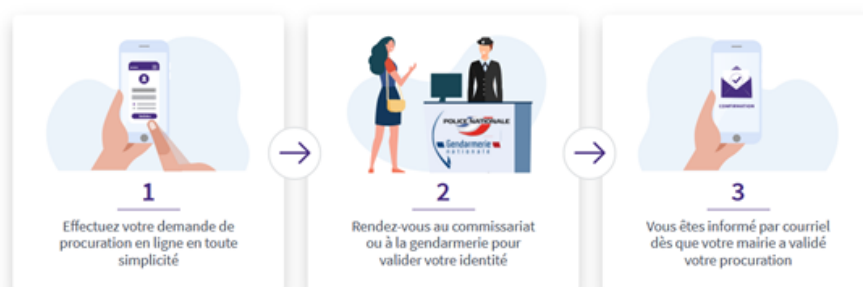 CONFIRMATION
POLICE NATIONALE
Gendarmerie
nationale
1
Effectuez votre demande de
procuration en ligne en toute
simplicité
2
Rendez-vous au commissariat
ou à la gendarmerie pour
valider votre identité
3
Vous êtes informé par courriel
dès que votre mairie a validé
votre procuration